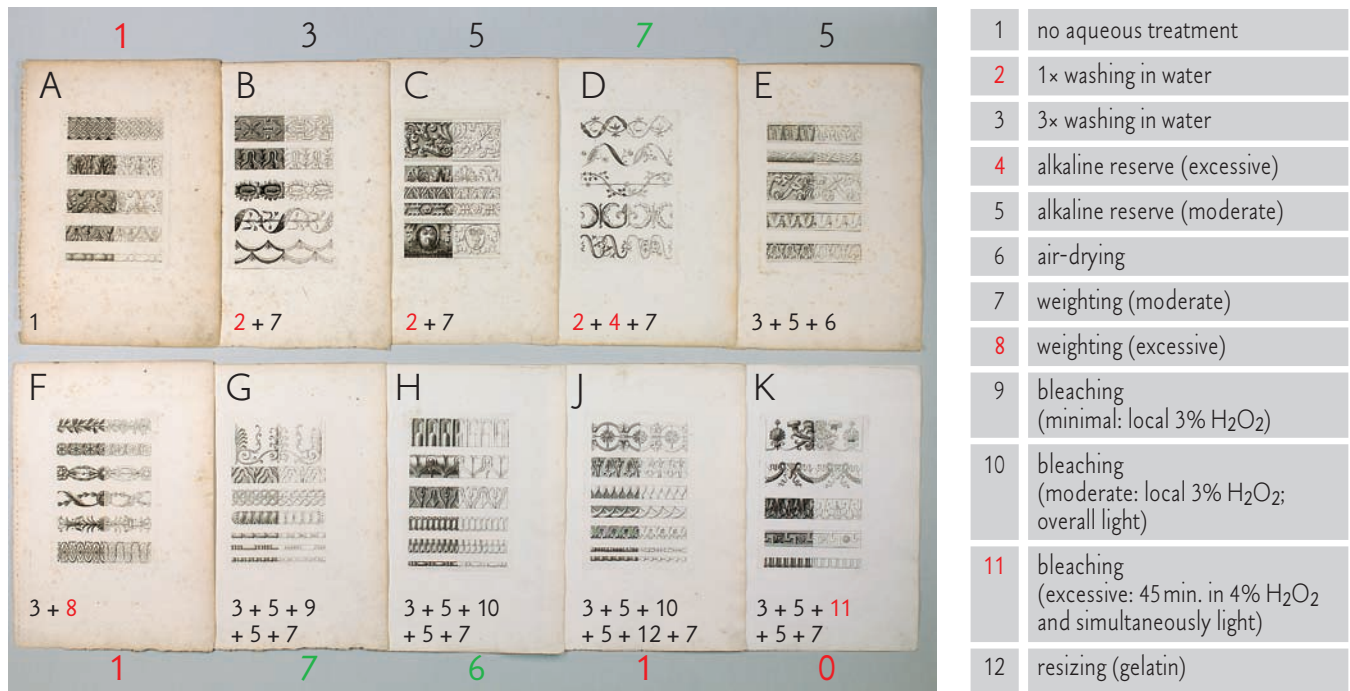 1 3 5 7 5
A B C D E
1 2 + 7 2 + 7 2 + 4 + 7 3 + 5 + 6
F G H J K
3 + 8 3 + 5 + 9 3 + 5 + 10 3 + 5 + 10 3 + 5 + 11
+ 5 + 7 + 5 + 7 + 5 + 12 + 7 + 5 + 7
1 7 6 1 0
1 no aqueous treatment
2 1× washing in water
3 3× washing in water
4 alkaline reserve (excessive)
5 alkaline reserve (moderate)
6 air-drying
7 weighting (moderate)
8 weighting (excessive)
9 bleaching
(minimal: local 3% H2O2)
10 bleaching
(moderate: local 3% H2O2;
overall light)
11 bleaching
(excessive: 45 min. in 4% H2O2
and simultaneously light)
12 resizing (gelatin)